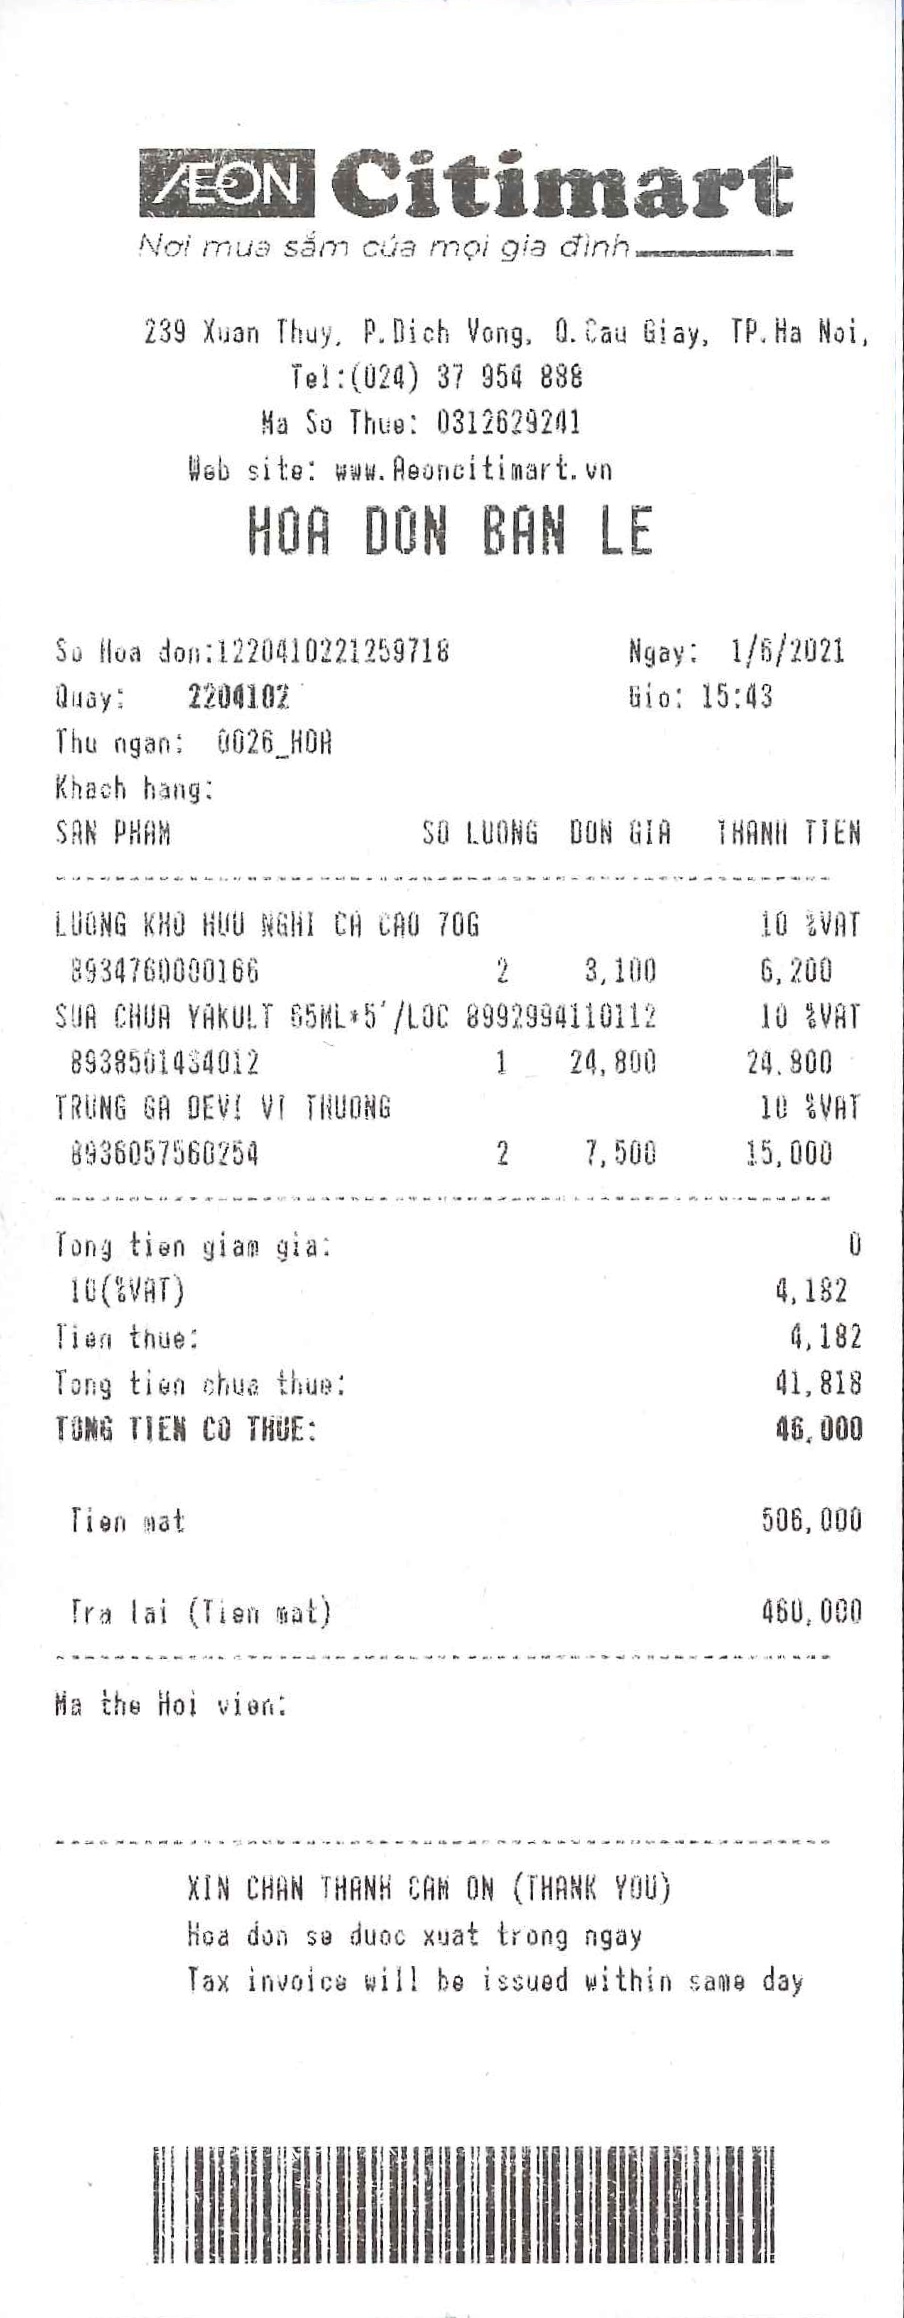 ÆON Citimart
Nơi mua sắm của mọi gia đình
239 Xuan Thuy, P.Dich Vong, Q.Cau Giay, TP.Ha Noi,
Tel:(024) 37 954 888
Ma So Thue: 0312629241
Web site: www.Aeoncitimart.vn
HOA DON BAN LE
So Hoa don:1220410221259718 Ngay: 1/6/2021
Quay: 2204102 Gio: 15:43
Thu ngan: 0026_HOA
Khach hang:
SAN PHAM SO LUONG DON GIA THANH TIEN
LUONG KHO HUU NGHI CA CAO 70G 10 %VAT
8934760000166 2 3,100 6,200
SUA CHUA YAKULT 65ML*5'/LOC 8992994110112 10 %VAT
8938501434012 1 24,800 24,800
TRUNG GA DEVI VI THUONG 10 %VAT
8936057560254 2 7,500 15,000
Tong tien giam gia: 0
10(%VAT) 4,182
Tien thue: 4,182
Tong tien chua thue: 41,818
TONG TIEN CO THUE: 46,000
Tien mat 506,000
Tra lai (Tien mat) 460,000
Ma the Hoi vien:
XIN CHAN THANH CAM ON (THANK YOU)
Hoa don se duoc xuat trong ngay
Tax invoice will be issued within same day